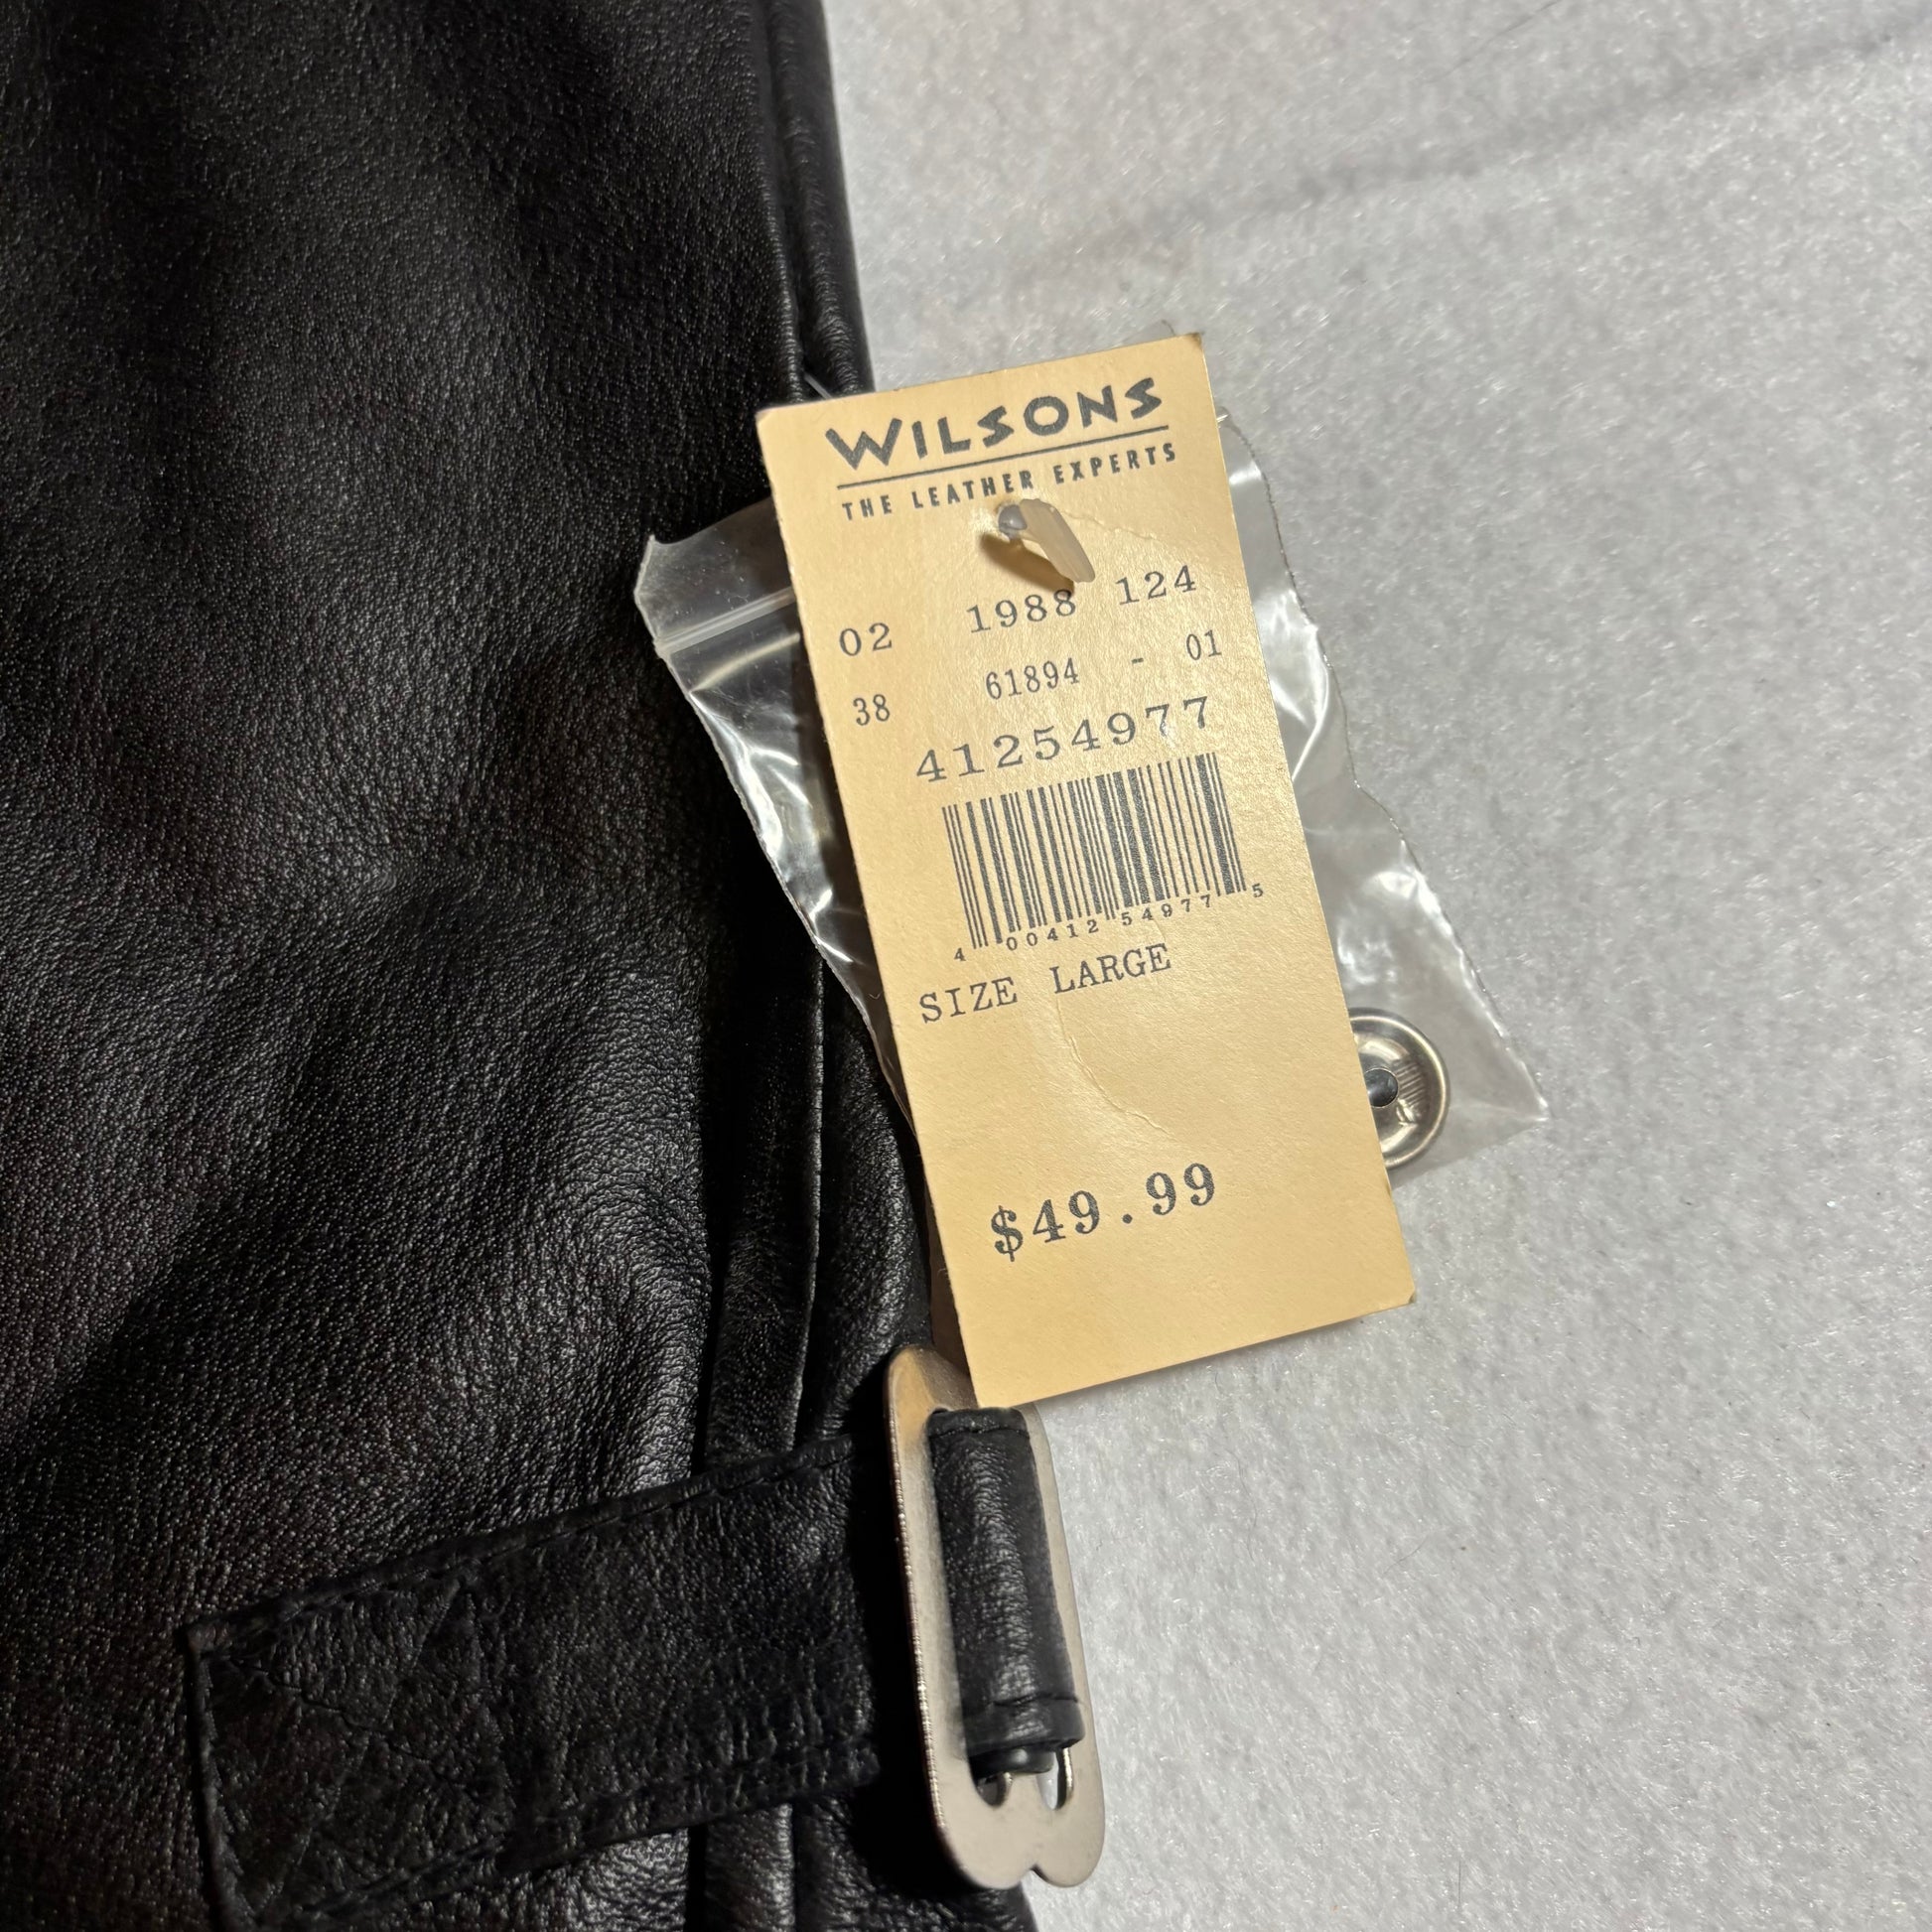 WILSONS
THE LEATHER EXPERTS
02 1988 124
38 61894 - 01
41254977
4 00412 54977 5
SIZE LARGE
$49.99